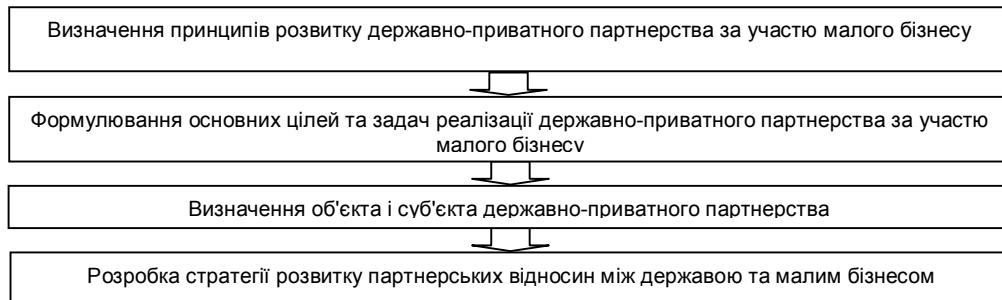 Визначення принципів розвитку державно-приватного партнерства за участю малого бізнесу
Формулювання основних цілей та задач реалізації державно-приватного партнерства за участю
малого бізнесу
Визначення об'єкта і суб'єкта державно-приватного партнерства
Розробка стратегії розвитку партнерських відносин між державою та малим бізнесом